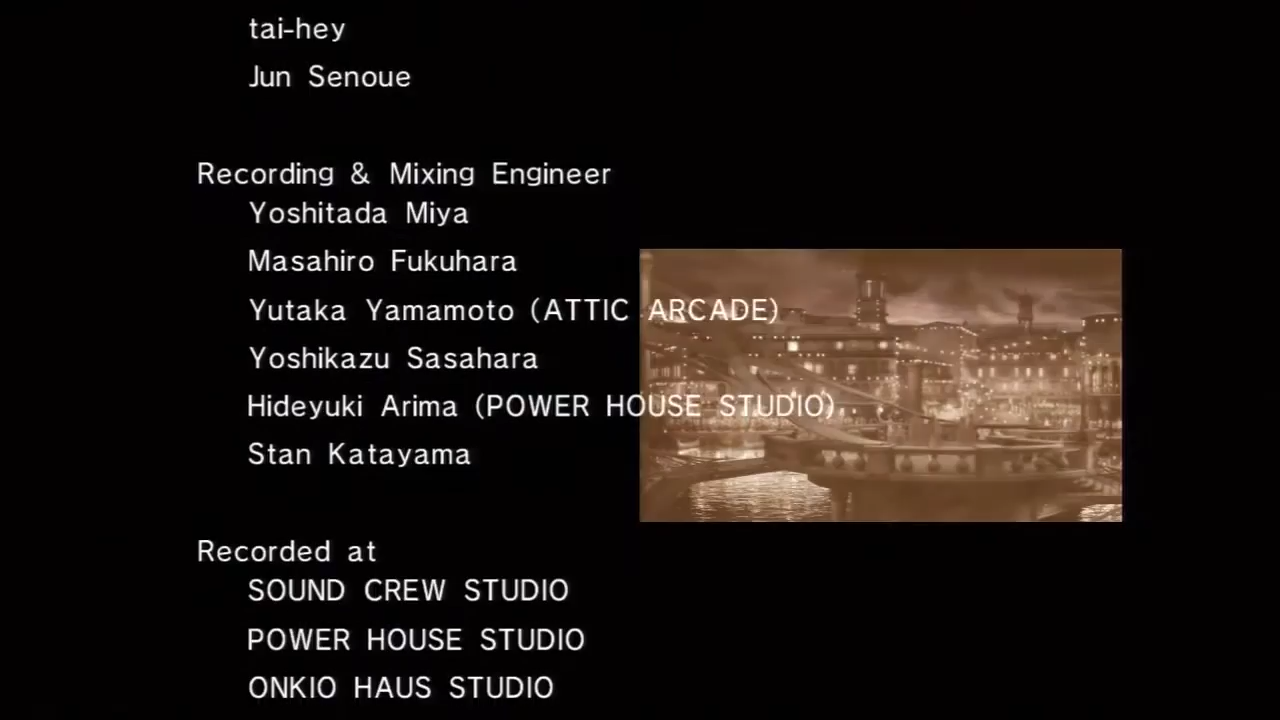 tai-hey
Jun Senoue
Recording & Mixing Engineer
Yoshitada Miya
Masahiro Fukuhara
Yutaka Yamamoto (ATTIC ARCADE)
Yoshikazu Sasahara
Hideyuki Arima (POWER HOUSE STUDIO)
Stan Katayama
Recorded at
SOUND CREW STUDIO
POWER HOUSE STUDIO
ONKIO HAUS STUDIO